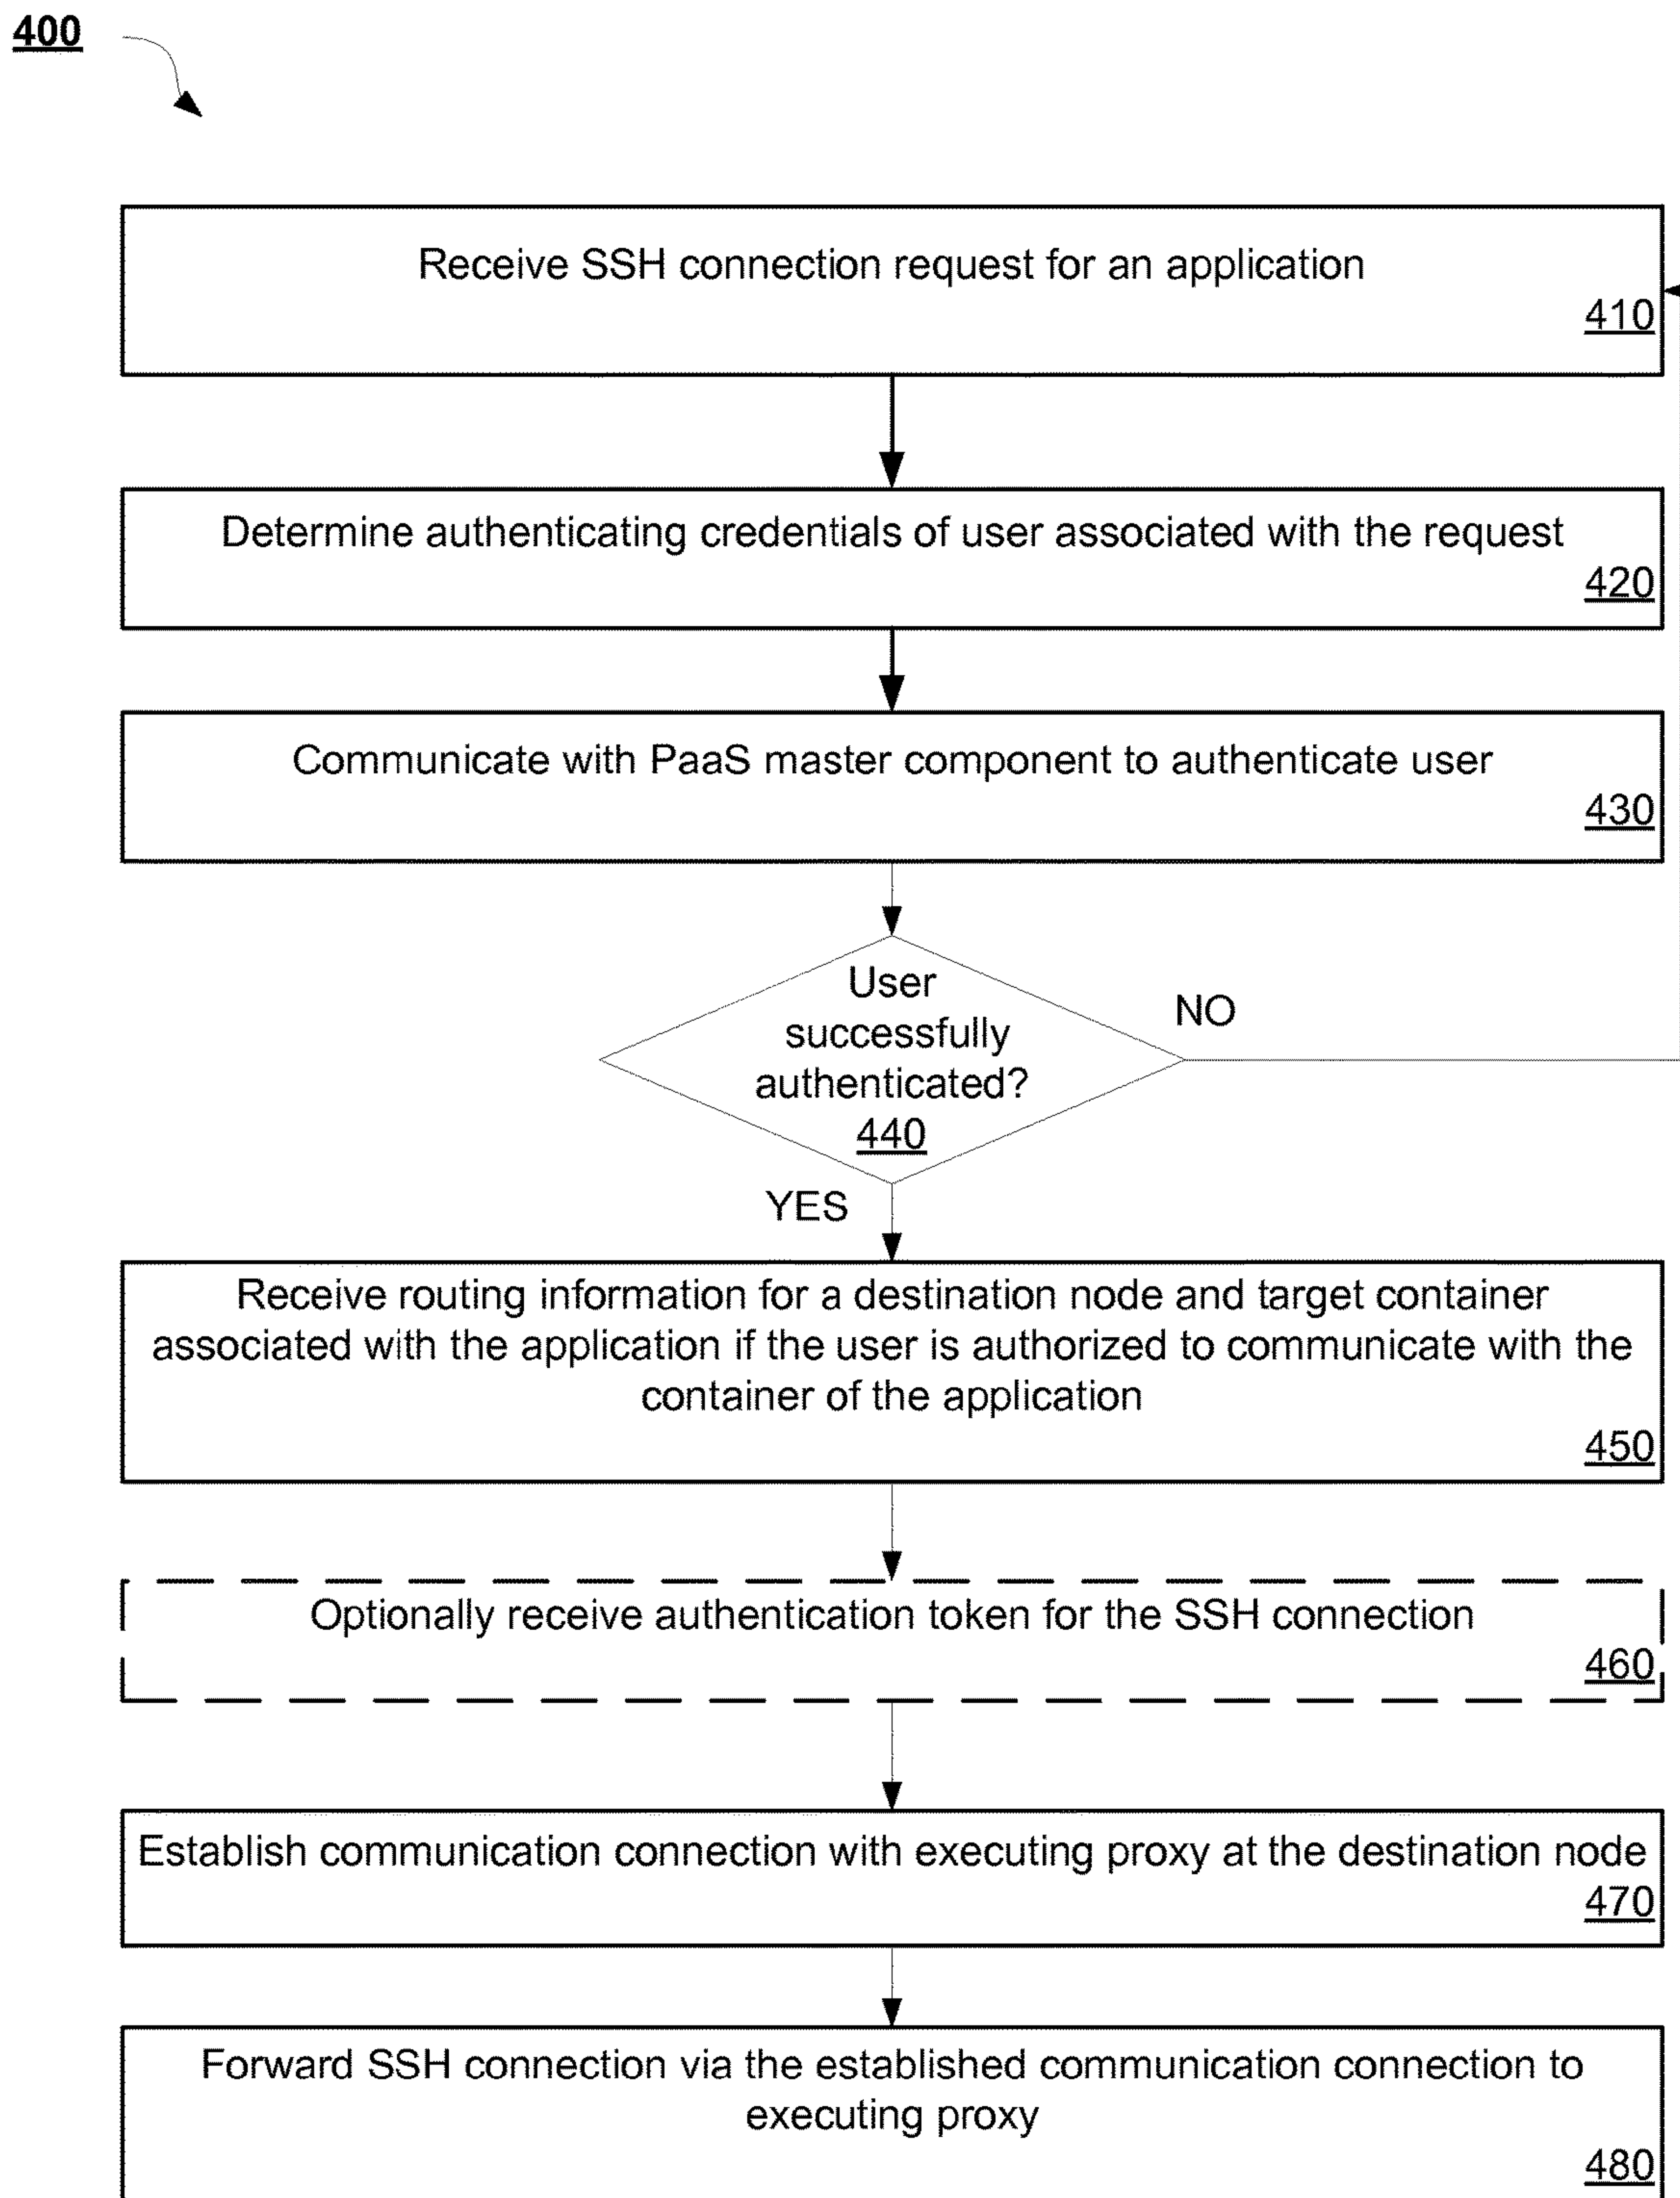 400
Receive SSH connection request for an application
410
Determine authenticating credentials of user associated with the request
420
Communicate with PaaS master component to authenticate user
430
User
successfully
authenticated?
440
NO
YES
Receive routing information for a destination node and target container
associated with the application if the user is authorized to communicate with the
container of the application
450
Optionally receive authentication token for the SSH connection
460
Establish communication connection with executing proxy at the destination node
470
Forward SSH connection via the established communication connection to
executing proxy
480